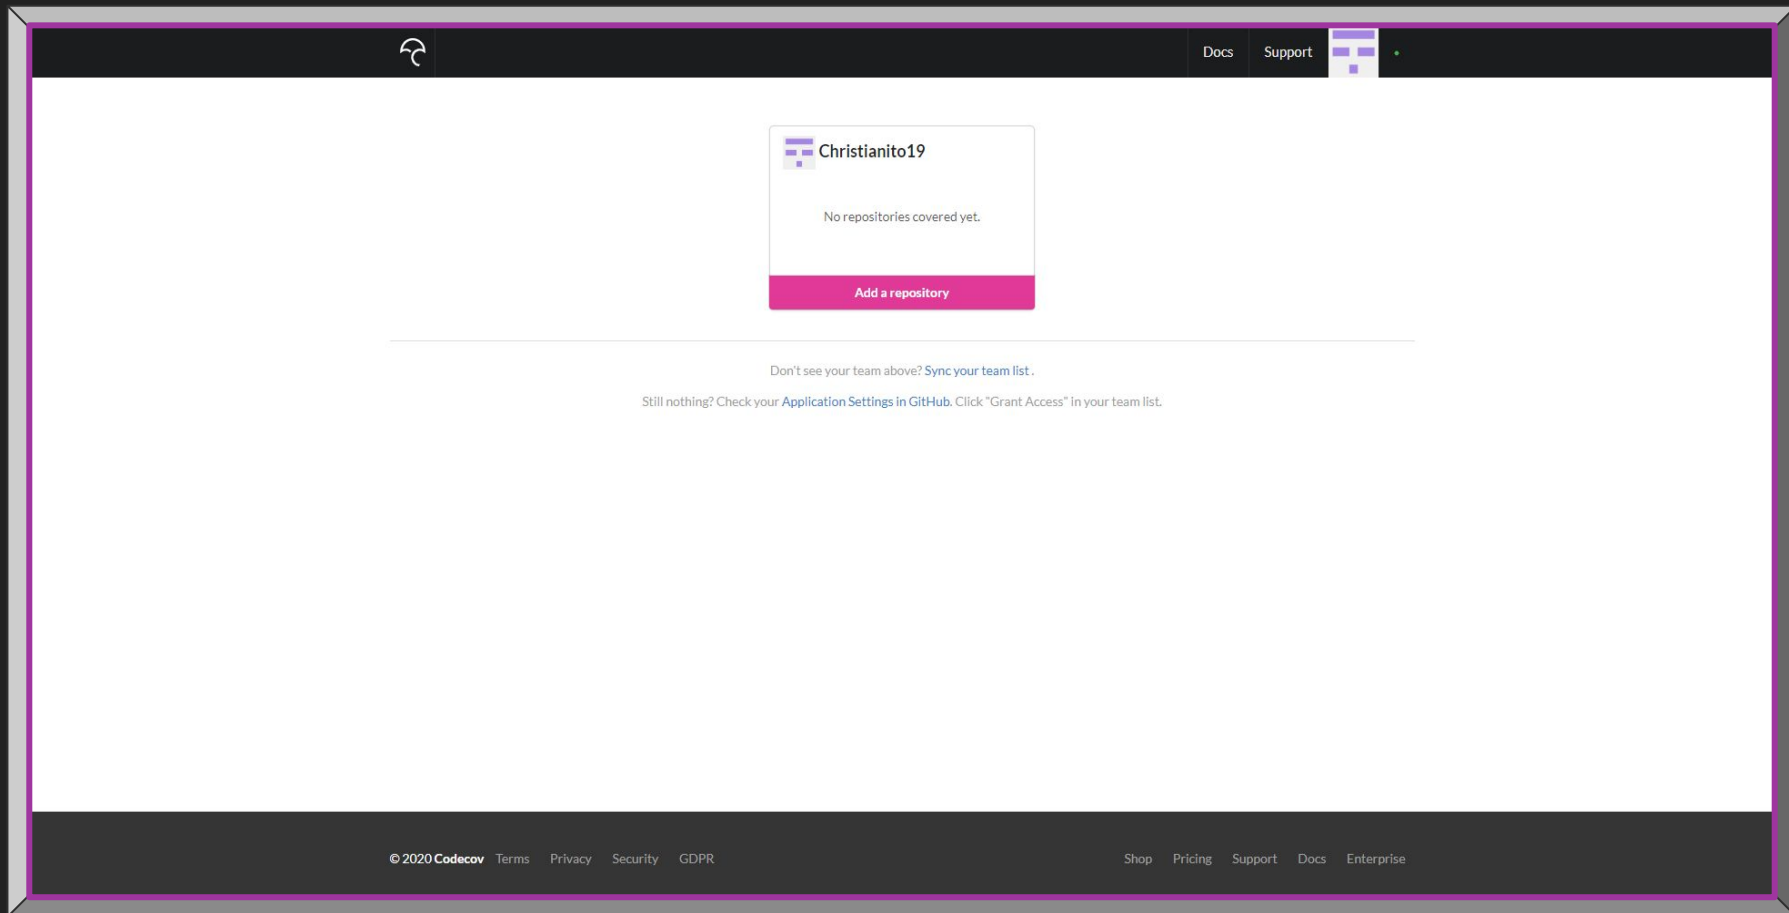 Docs Support
Christianito19
No repositories covered yet.
Add a repository
Don't see your team above? Sync your team list .
Still nothing? Check your Application Settings in GitHub. Click "Grant Access" in your team list.
© 2020 Codecov Terms Privacy Security GDPR Shop Pricing Support Docs Enterprise